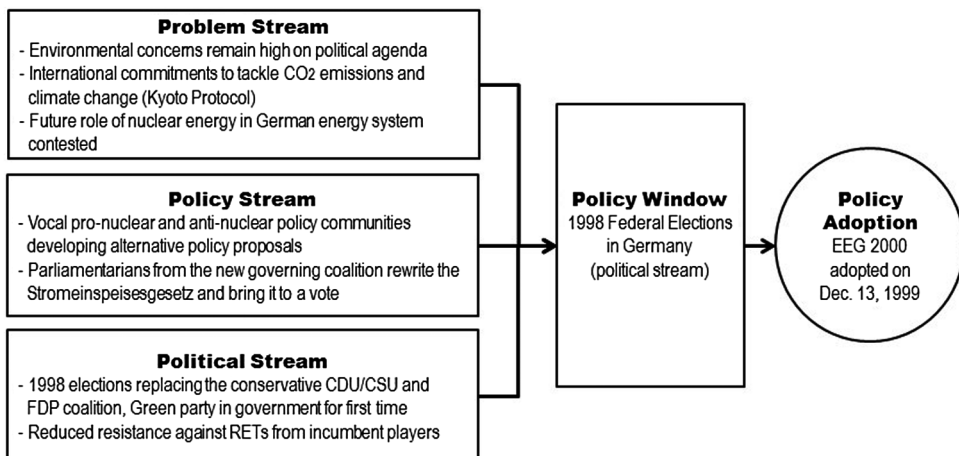 Problem Stream
- Environmental concerns remain high on political agenda
- International commitments to tackle CO2 emissions and
climate change (Kyoto Protocol)
- Future role of nuclear energy in German energy system
contested
Policy Stream
- Vocal pro-nuclear and anti-nuclear policy communities
developing alternative policy proposals
- Parliamentarians from the new governing coalition rewrite the
Stromeinspeisesgesetz and bring it to a vote
Political Stream
- 1998 elections replacing the conservative CDU/CSU and
FDP coalition, Green party in government for first time
- Reduced resistance against RETs from incumbent players
Policy Window
1998 Federal Elections
in Germany
(political stream)
Policy
Adoption
EEG 2000
adopted on
Dec. 13, 1999